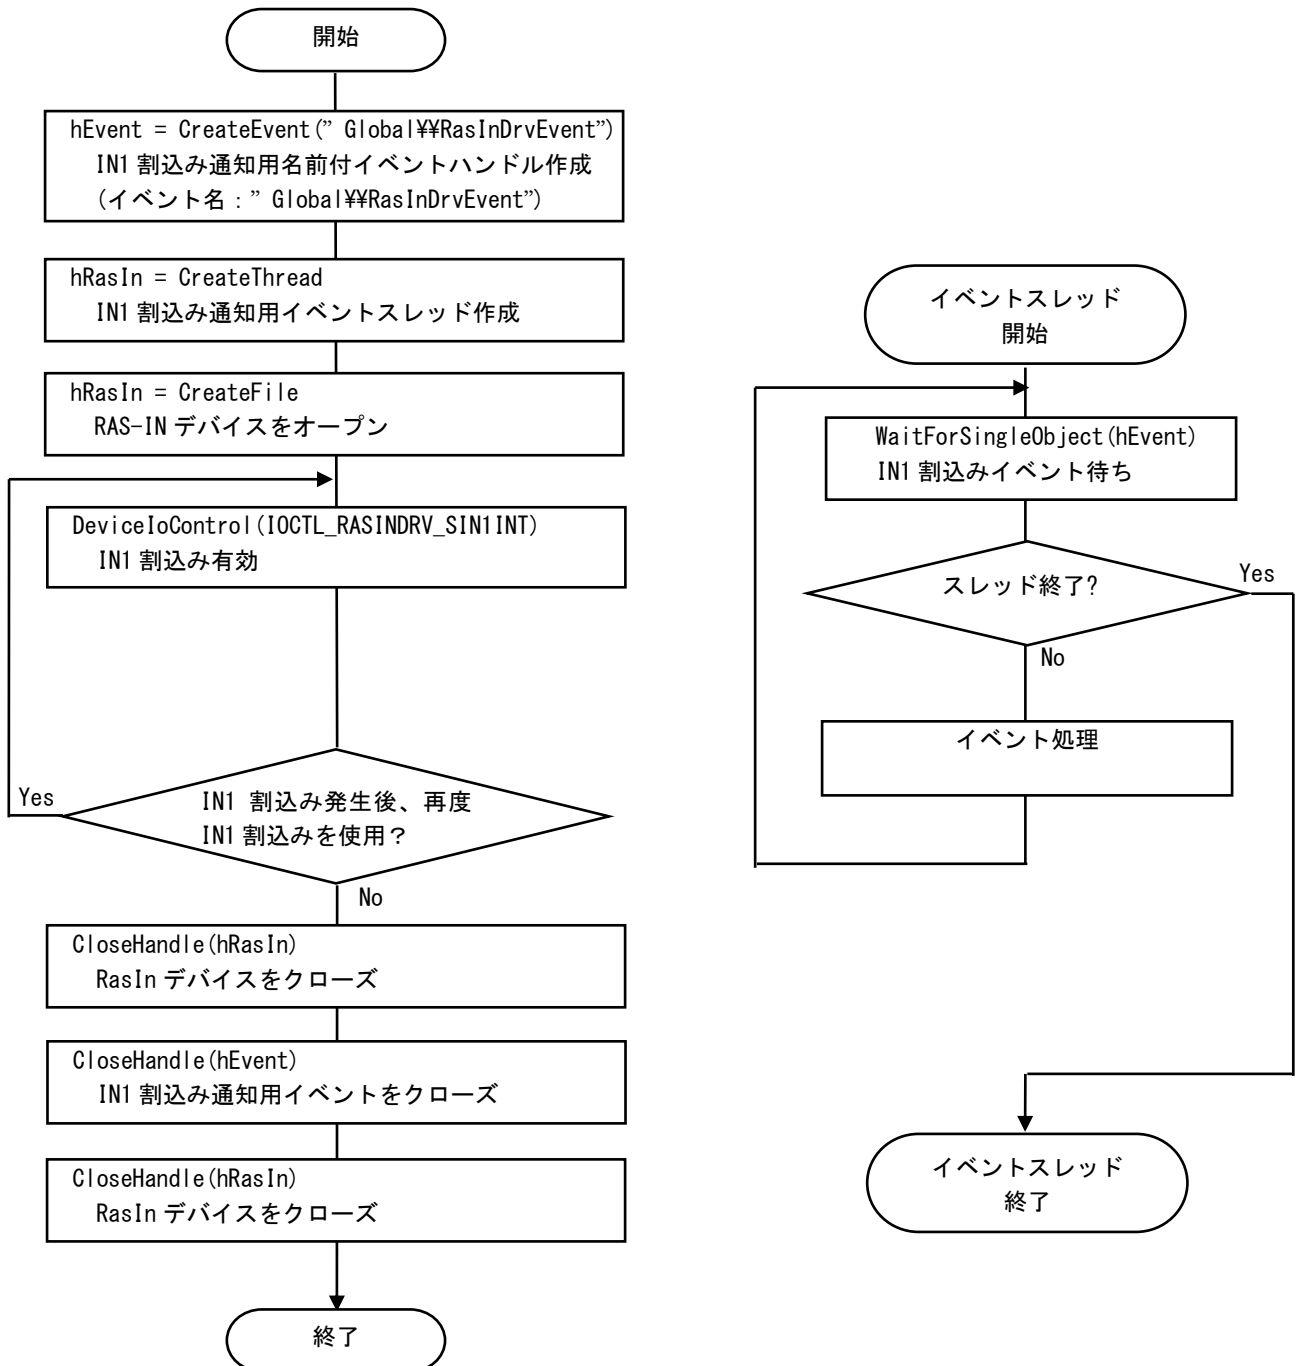 開始
hEvent = CreateEvent(” Global¥¥RasInDrvEvent”)
IN1 割込み通知用名前付イベントハンドル作成
(イベント名：” Global¥¥RasInDrvEvent”)
hRasIn = CreateThread
IN1 割込み通知用イベントスレッド作成
hRasIn = CreateFile
RAS-IN デバイスをオープン
DeviceIoControl(IOCTL_RASINDRV_SIN1INT)
IN1 割込み有効
Yes
IN1 割込み発生後、再度
IN1 割込みを使用？
No
CloseHandle(hRasIn)
RasIn デバイスをクローズ
CloseHandle(hEvent)
IN1 割込み通知用イベントをクローズ
CloseHandle(hRasIn)
RasIn デバイスをクローズ
終了
イベントスレッド
開始
WaitForSingleObject(hEvent)
IN1 割込みイベント待ち
スレッド終了?
Yes
No
イベント処理
イベントスレッド
終了